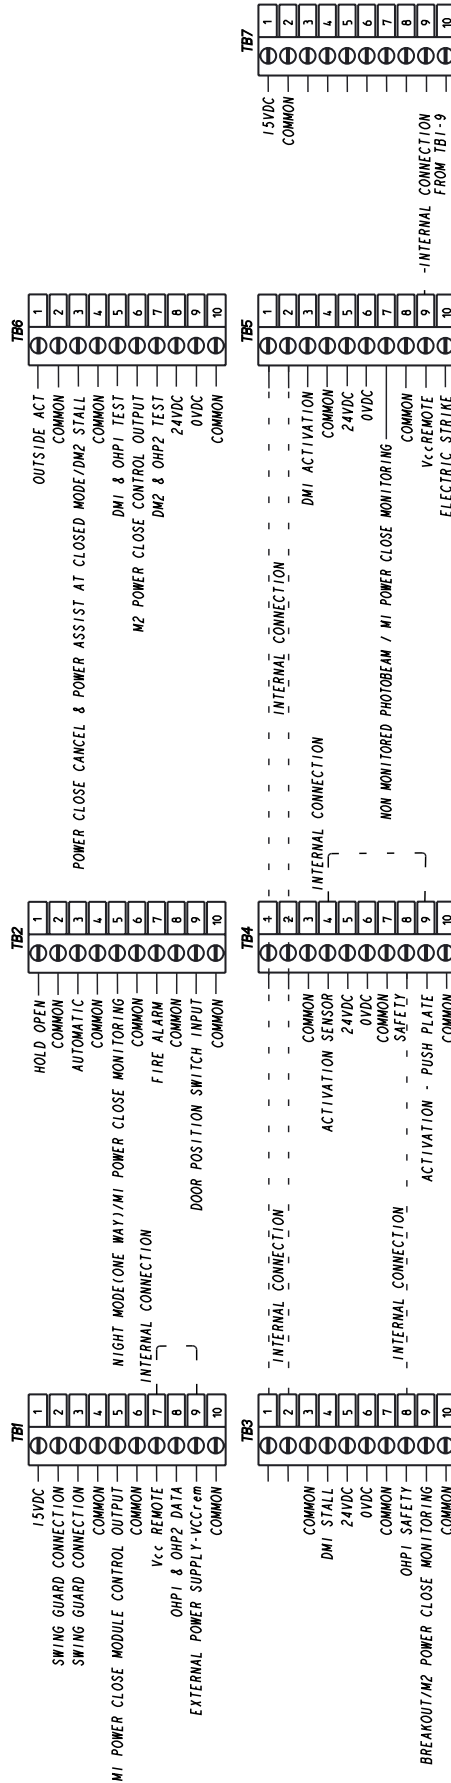 TB1
15VDC
SWING GUARD CONNECTION
SWING GUARD CONNECTION
COMMON
M1 POWER CLOSE MODULE CONTROL OUTPUT
COMMON
Vcc REMOTE
OHP1 & OHP2 DATA
EXTERNAL POWER SUPPLY-VCCrem
COMMON
1
2
3
4
5
6
7
8
9
10
INTERNAL CONNECTION
TB2
HOLD OPEN
COMMON
AUTOMATIC
COMMON
NIGHT MODE(ONE WAY)/M1 POWER CLOSE MONITORING
COMMON
FIRE ALARM
COMMON
DOOR POSITION SWITCH INPUT
COMMON
1
2
3
4
5
6
7
8
9
10
TB6
OUTSIDE ACT
COMMON
POWER CLOSE CANCEL & POWER ASSIST AT CLOSED MODE/DM2 STALL
COMMON
DM1 & OHP1 TEST
M2 POWER CLOSE CONTROL OUTPUT
DM2 & OHP2 TEST
24VDC
0VDC
COMMON
1
2
3
4
5
6
7
8
9
10
TB3
COMMON
DM1 STALL
24VDC
0VDC
COMMON
OHP1 SAFETY
BREAKOUT/M2 POWER CLOSE MONITORING
COMMON
1
2
3
4
5
6
7
8
9
10
INTERNAL CONNECTION
INTERNAL CONNECTION
TB4
COMMON
ACTIVATION SENSOR
24VDC
0VDC
COMMON
SAFETY
ACTIVATION - PUSH PLATE
COMMON
1
2
3
4
5
6
7
8
9
10
INTERNAL CONNECTION
INTERNAL CONNECTION
TB5
DM1 ACTIVATION
COMMON
24VDC
0VDC
NON MONITORED PHOTOBEAM / M1 POWER CLOSE MONITORING
COMMON
VccREMOTE
ELECTRIC STRIKE
1
2
3
4
5
6
7
8
9
10
-INTERNAL CONNECTION
FROM TB1-9
TB7
15VDC
COMMON
1
2
3
4
5
6
7
8
9
10